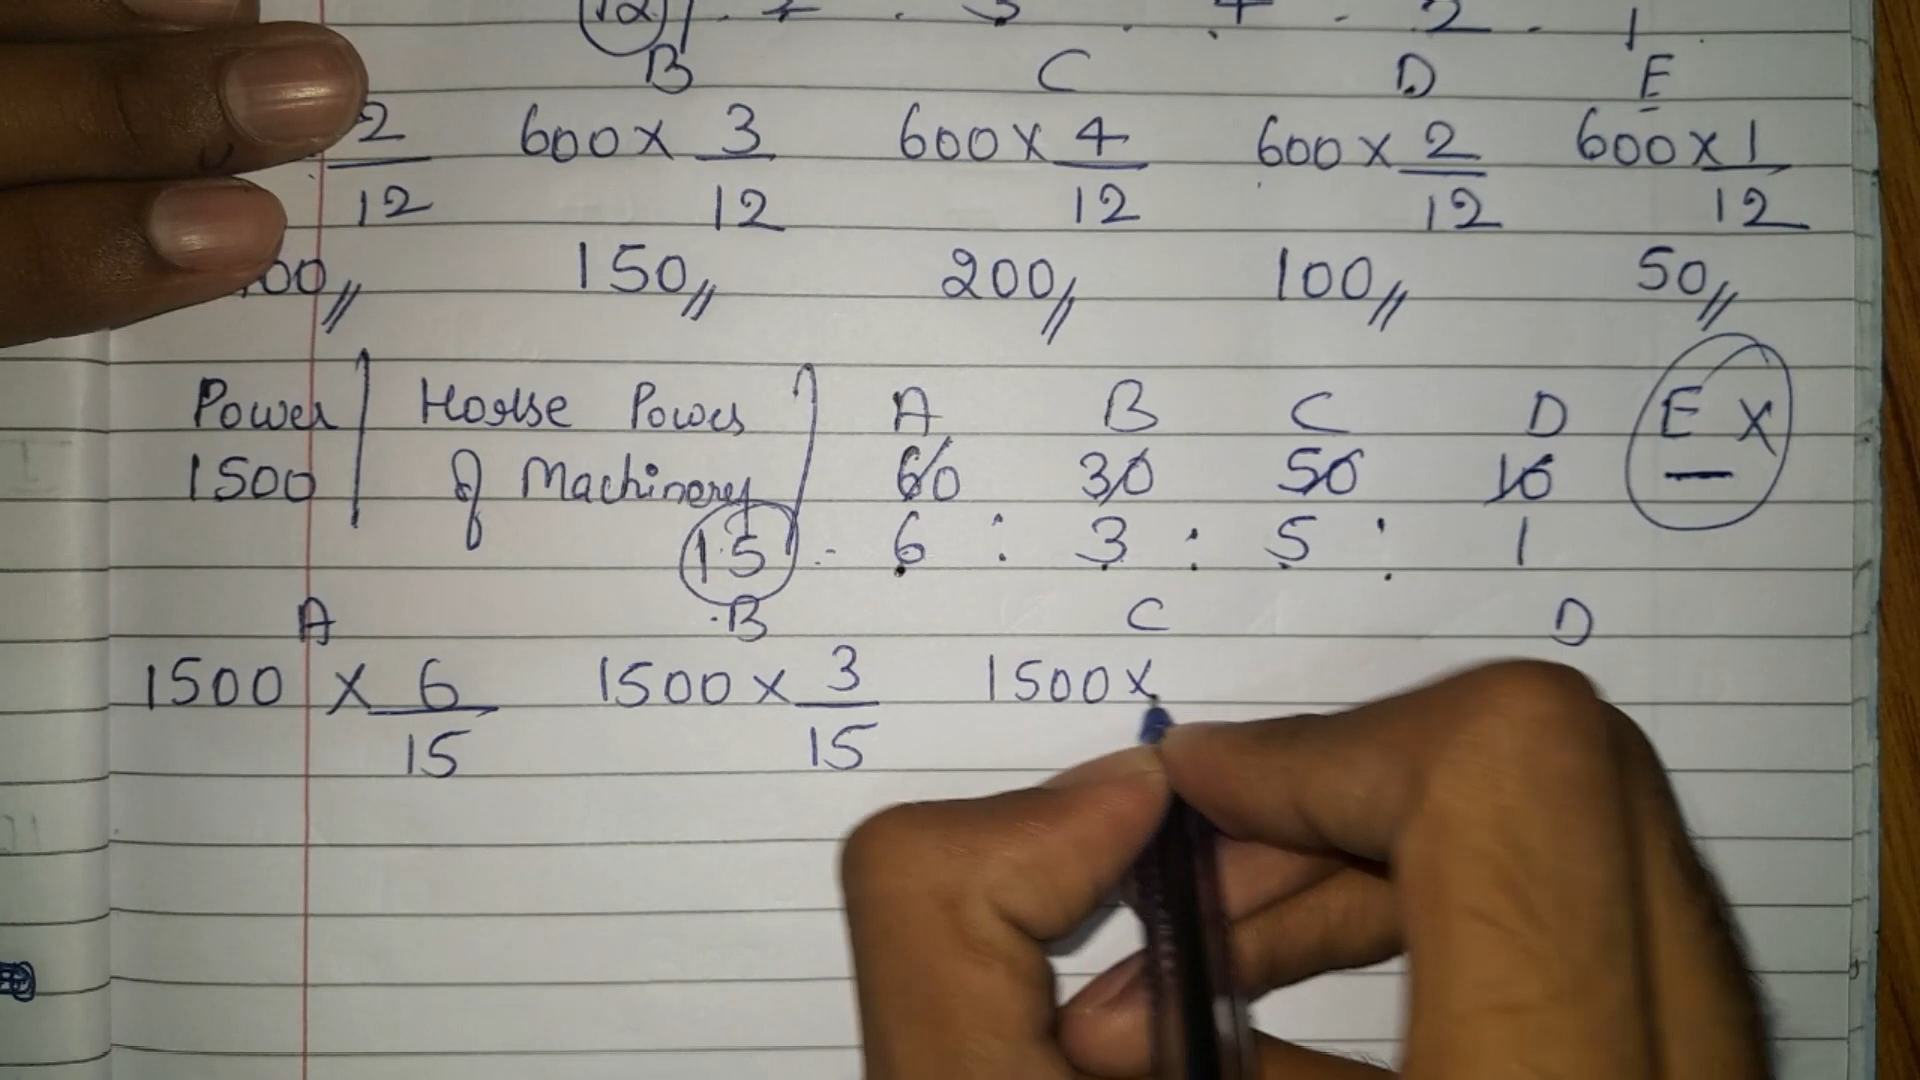 12
B C D E
2/12 600 x 3/12 600 x 4/12 600 x 2/12 600 x 1/12
00// 150// 200// 100// 50//
Power Horse Power A B C D E X
1500 of Machinery 60 30 50 10 —
15 6 : 3 : 5 : 1
A B C D
1500 x 6/15 1500 x 3/15 1500 x